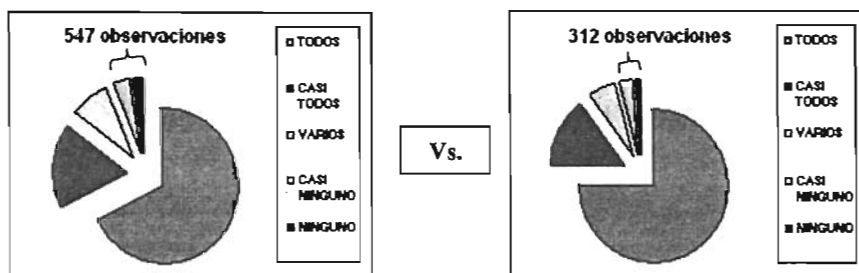 547 observaciones
TODOS
CASI
TODOS
VARIOS
CASI
NINGUNO
NINGUNO
Vs.
312 observaciones
TODOS
CASI
TODOS
VARIOS
CASI
NINGUNO
NINGUNO